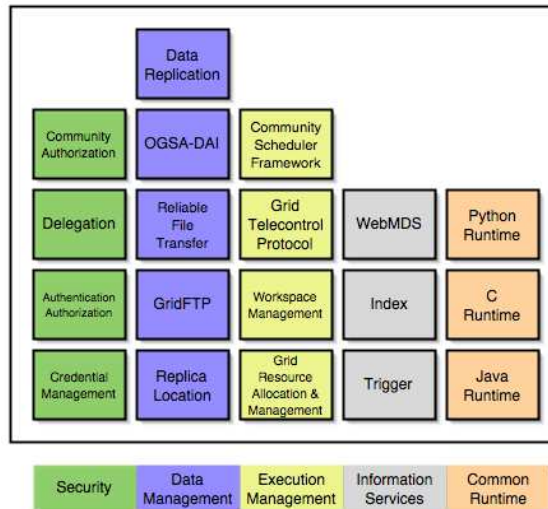 Data
Replication
Community
Authorization
OGSA-DAI
Community
Scheduler
Framework
Delegation
Reliable
File
Transfer
Grid
Telecontrol
Protocol
WebMDS
Python
Runtime
Authentication
Authorization
GridFTP
Workspace
Management
Index
C
Runtime
Credential
Management
Replica
Location
Grid
Resource
Allocation &
Management
Trigger
Java
Runtime
Security
Data
Management
Execution
Management
Information
Services
Common
Runtime